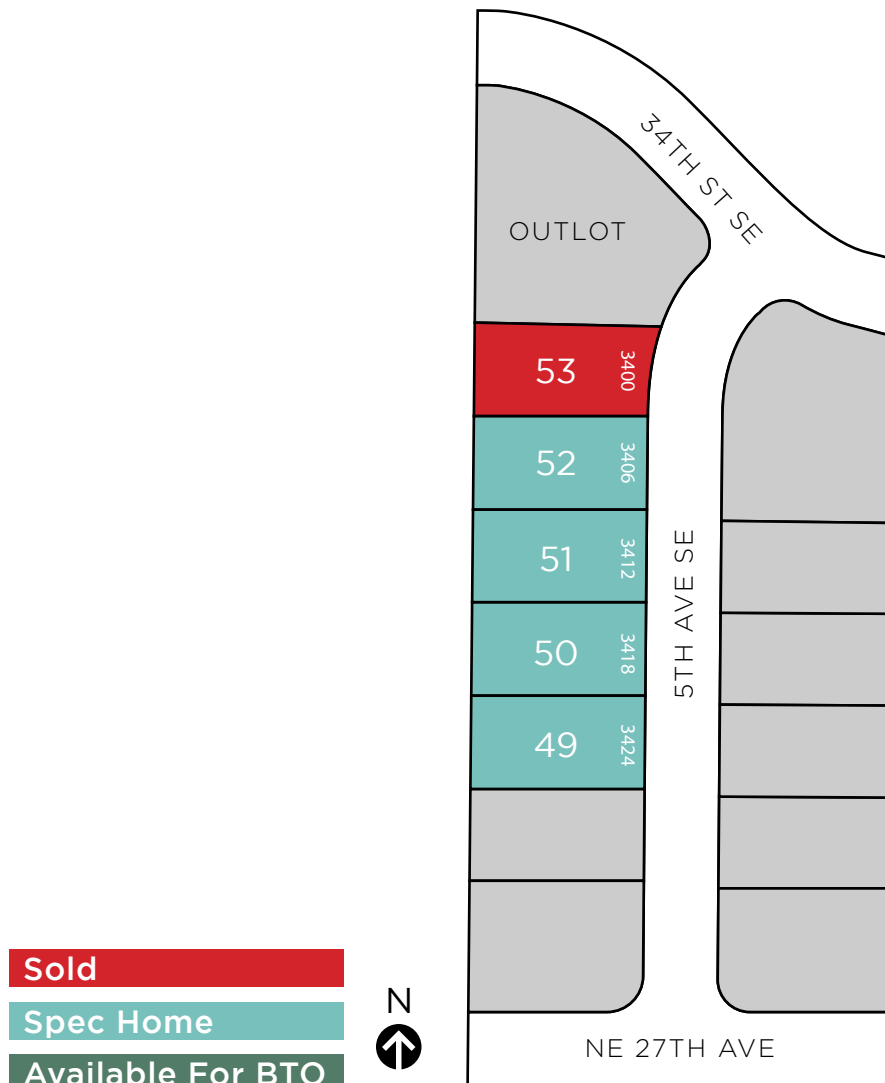 34TH ST SE
OUTLOT
53 3400
52 3406
51 3412
50 3418
49 3424
5TH AVE SE
Sold
Spec Home
Available For BTO
N
NE 27TH AVE